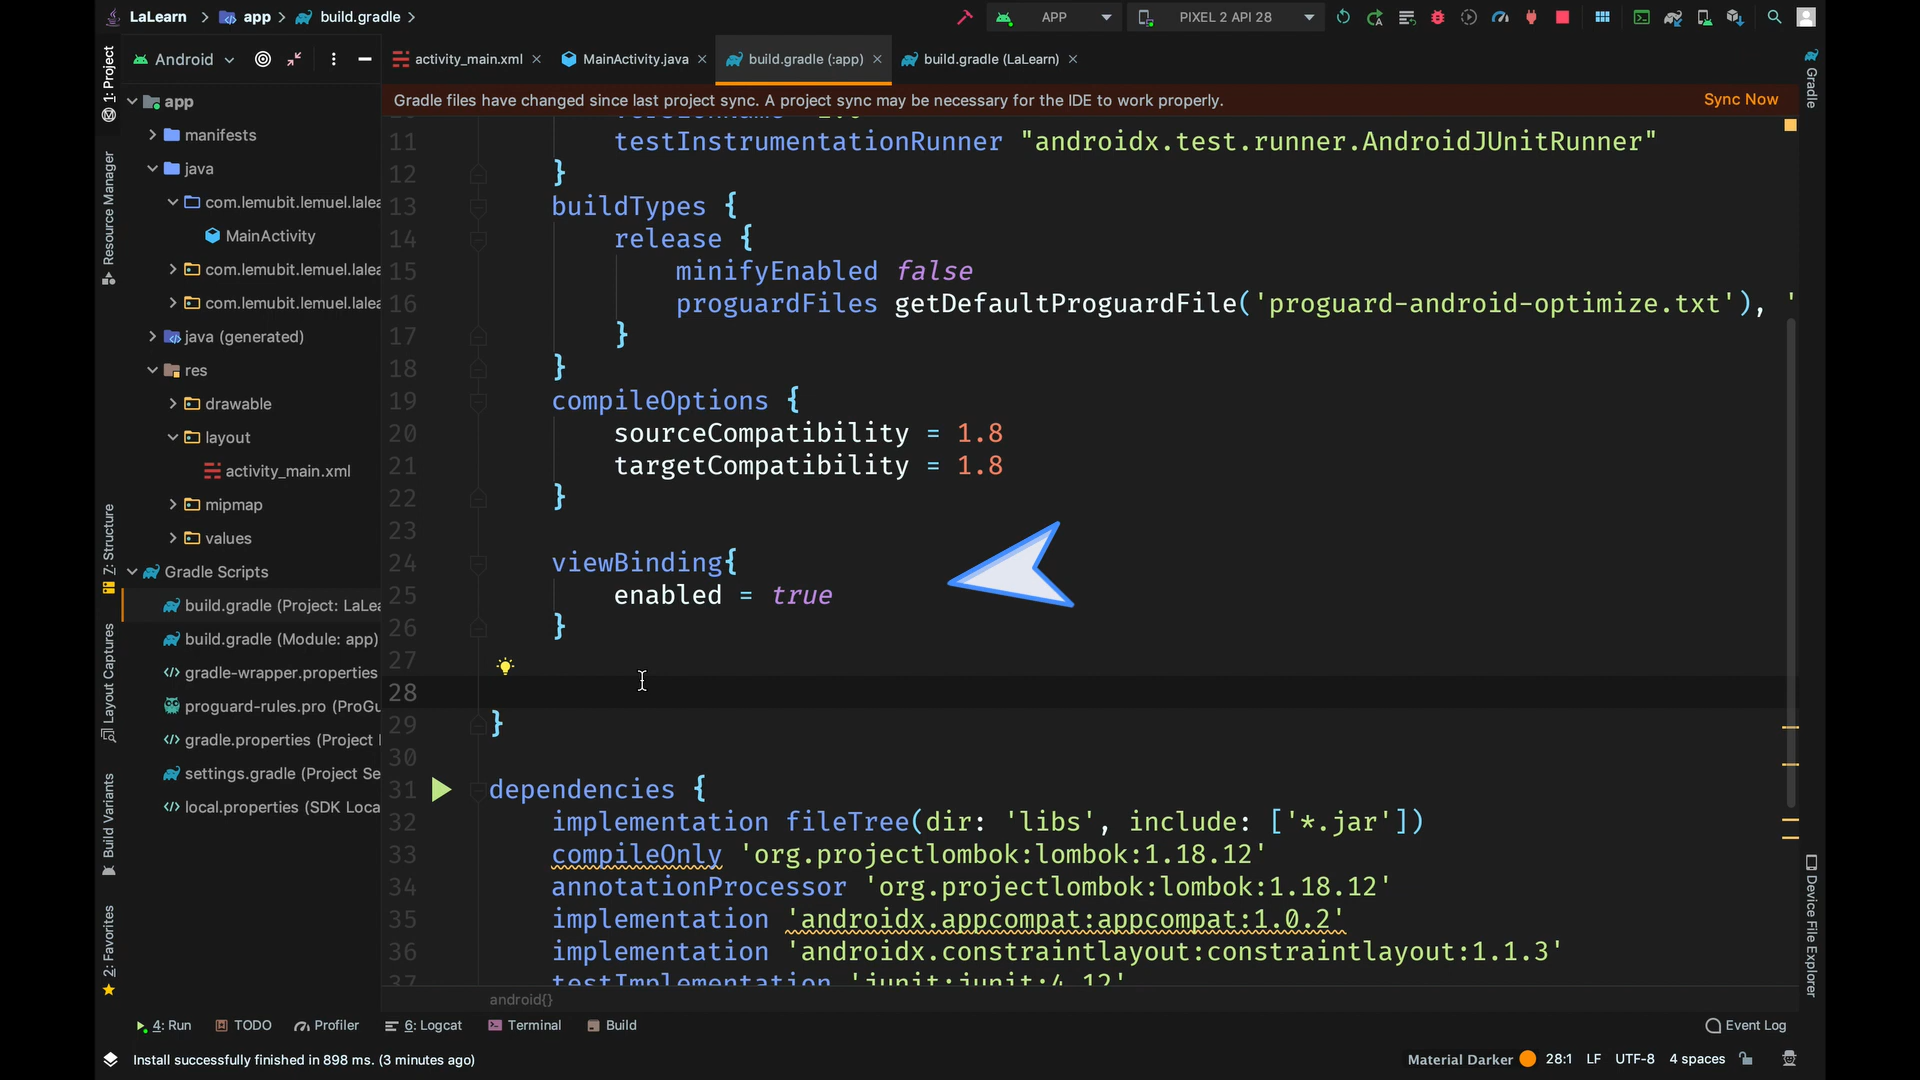 LaLearn app build.gradle APP PIXEL 2 API 28
Android activity_main.xml MainActivity.java build.gradle (:app) build.gradle (LaLearn)
Gradle files have changed since last project sync. A project sync may be necessary for the IDE to work properly. Sync Now
1: Project
Resource Manager
Z: Structure
Layout Captures
Build Variants
2: Favorites
app
manifests
java
com.lemubit.lemuel.lalea
MainActivity
com.lemubit.lemuel.lalea
com.lemubit.lemuel.lalea
java (generated)
res
drawable
layout
activity_main.xml
mipmap
values
Gradle Scripts
build.gradle (Project: LaLea
build.gradle (Module: app)
gradle-wrapper.properties
proguard-rules.pro (ProGu
gradle.properties (Project
settings.gradle (Project Se
local.properties (SDK Loca
11 testInstrumentationRunner "androidx.test.runner.AndroidJUnitRunner"
12 }
13 buildTypes {
14 release {
15 minifyEnabled false
16 proguardFiles getDefaultProguardFile('proguard-android-optimize.txt'), '
17 }
18 }
19 compileOptions {
20 sourceCompatibility = 1.8
21 targetCompatibility = 1.8
22 }
23
24 viewBinding{
25 enabled = true
26 }
27
28
29 }
30
31 dependencies {
32 implementation fileTree(dir: 'libs', include: ['*.jar'])
33 compileOnly 'org.projectlombok:lombok:1.18.12'
34 annotationProcessor 'org.projectlombok:lombok:1.18.12'
35 implementation 'androidx.appcompat:appcompat:1.0.2'
36 implementation 'androidx.constraintlayout:constraintlayout:1.1.3'
37 testImplementation 'junit:junit:4.12'
android{}
Gradle
Device File Explorer
4: Run TODO Profiler 6: Logcat Terminal Build Event Log
Install successfully finished in 898 ms. (3 minutes ago) Material Darker 28:1 LF UTF-8 4 spaces